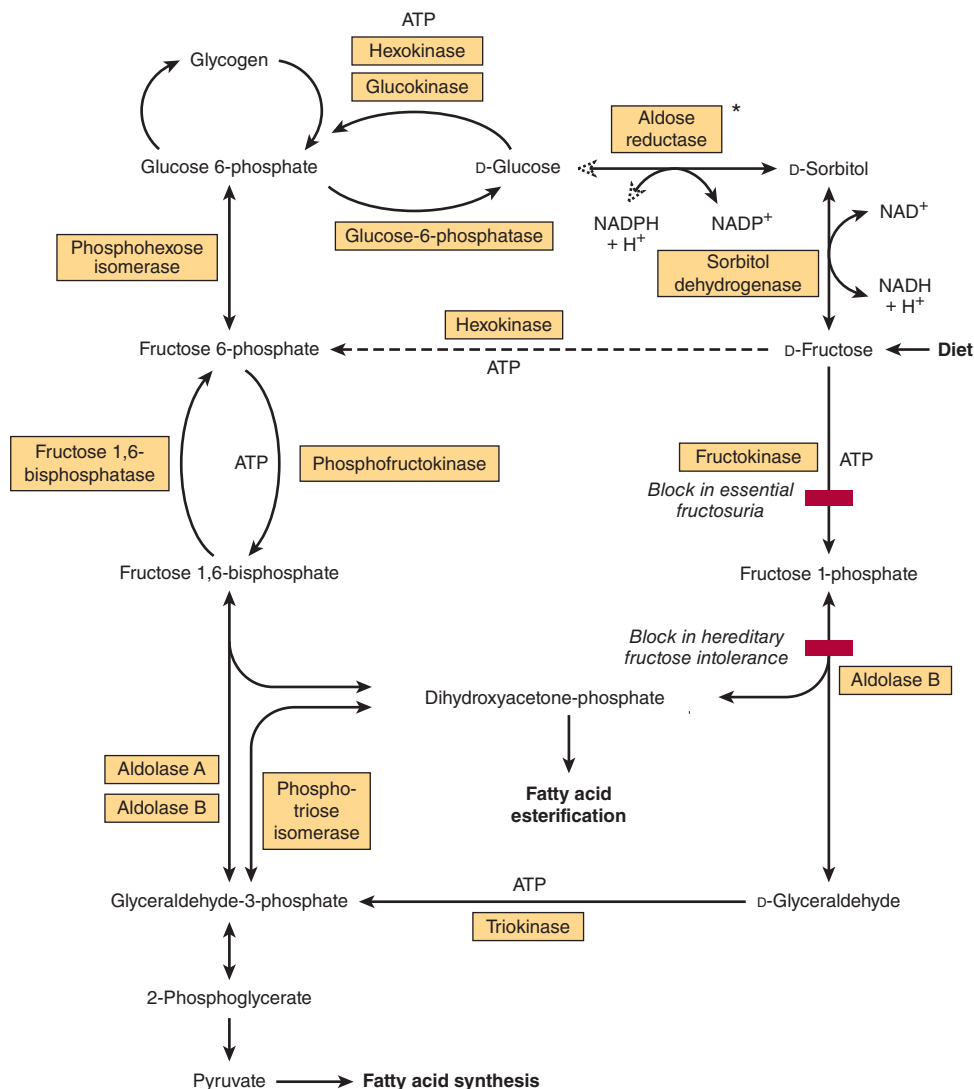 ATP
Hexokinase
Glycogen
Glucokinase
Aldose
reductase
*
Glucose 6-phosphate
D-Glucose
D-Sorbitol
NADPH
+ H+
NADP+
NAD+
Glucose-6-phosphatase
Phosphohexose
isomerase
Sorbitol
dehydrogenase
NADH
+ H+
Hexokinase
Fructose 6-phosphate
ATP
D-Fructose
Diet
Fructose 1,6-
bisphosphatase
ATP
Phosphofructokinase
Fructokinase
ATP
Block in essential
fructosuria
Fructose 1,6-bisphosphate
Fructose 1-phosphate
Block in hereditary
fructose intolerance
Aldolase B
Dihydroxyacetone-phosphate
Aldolase A
Aldolase B
Phospho-
triose
isomerase
Fatty acid
esterification
ATP
Glyceraldehyde-3-phosphate
D-Glyceraldehyde
Triokinase
2-Phosphoglycerate
Pyruvate
Fatty acid synthesis